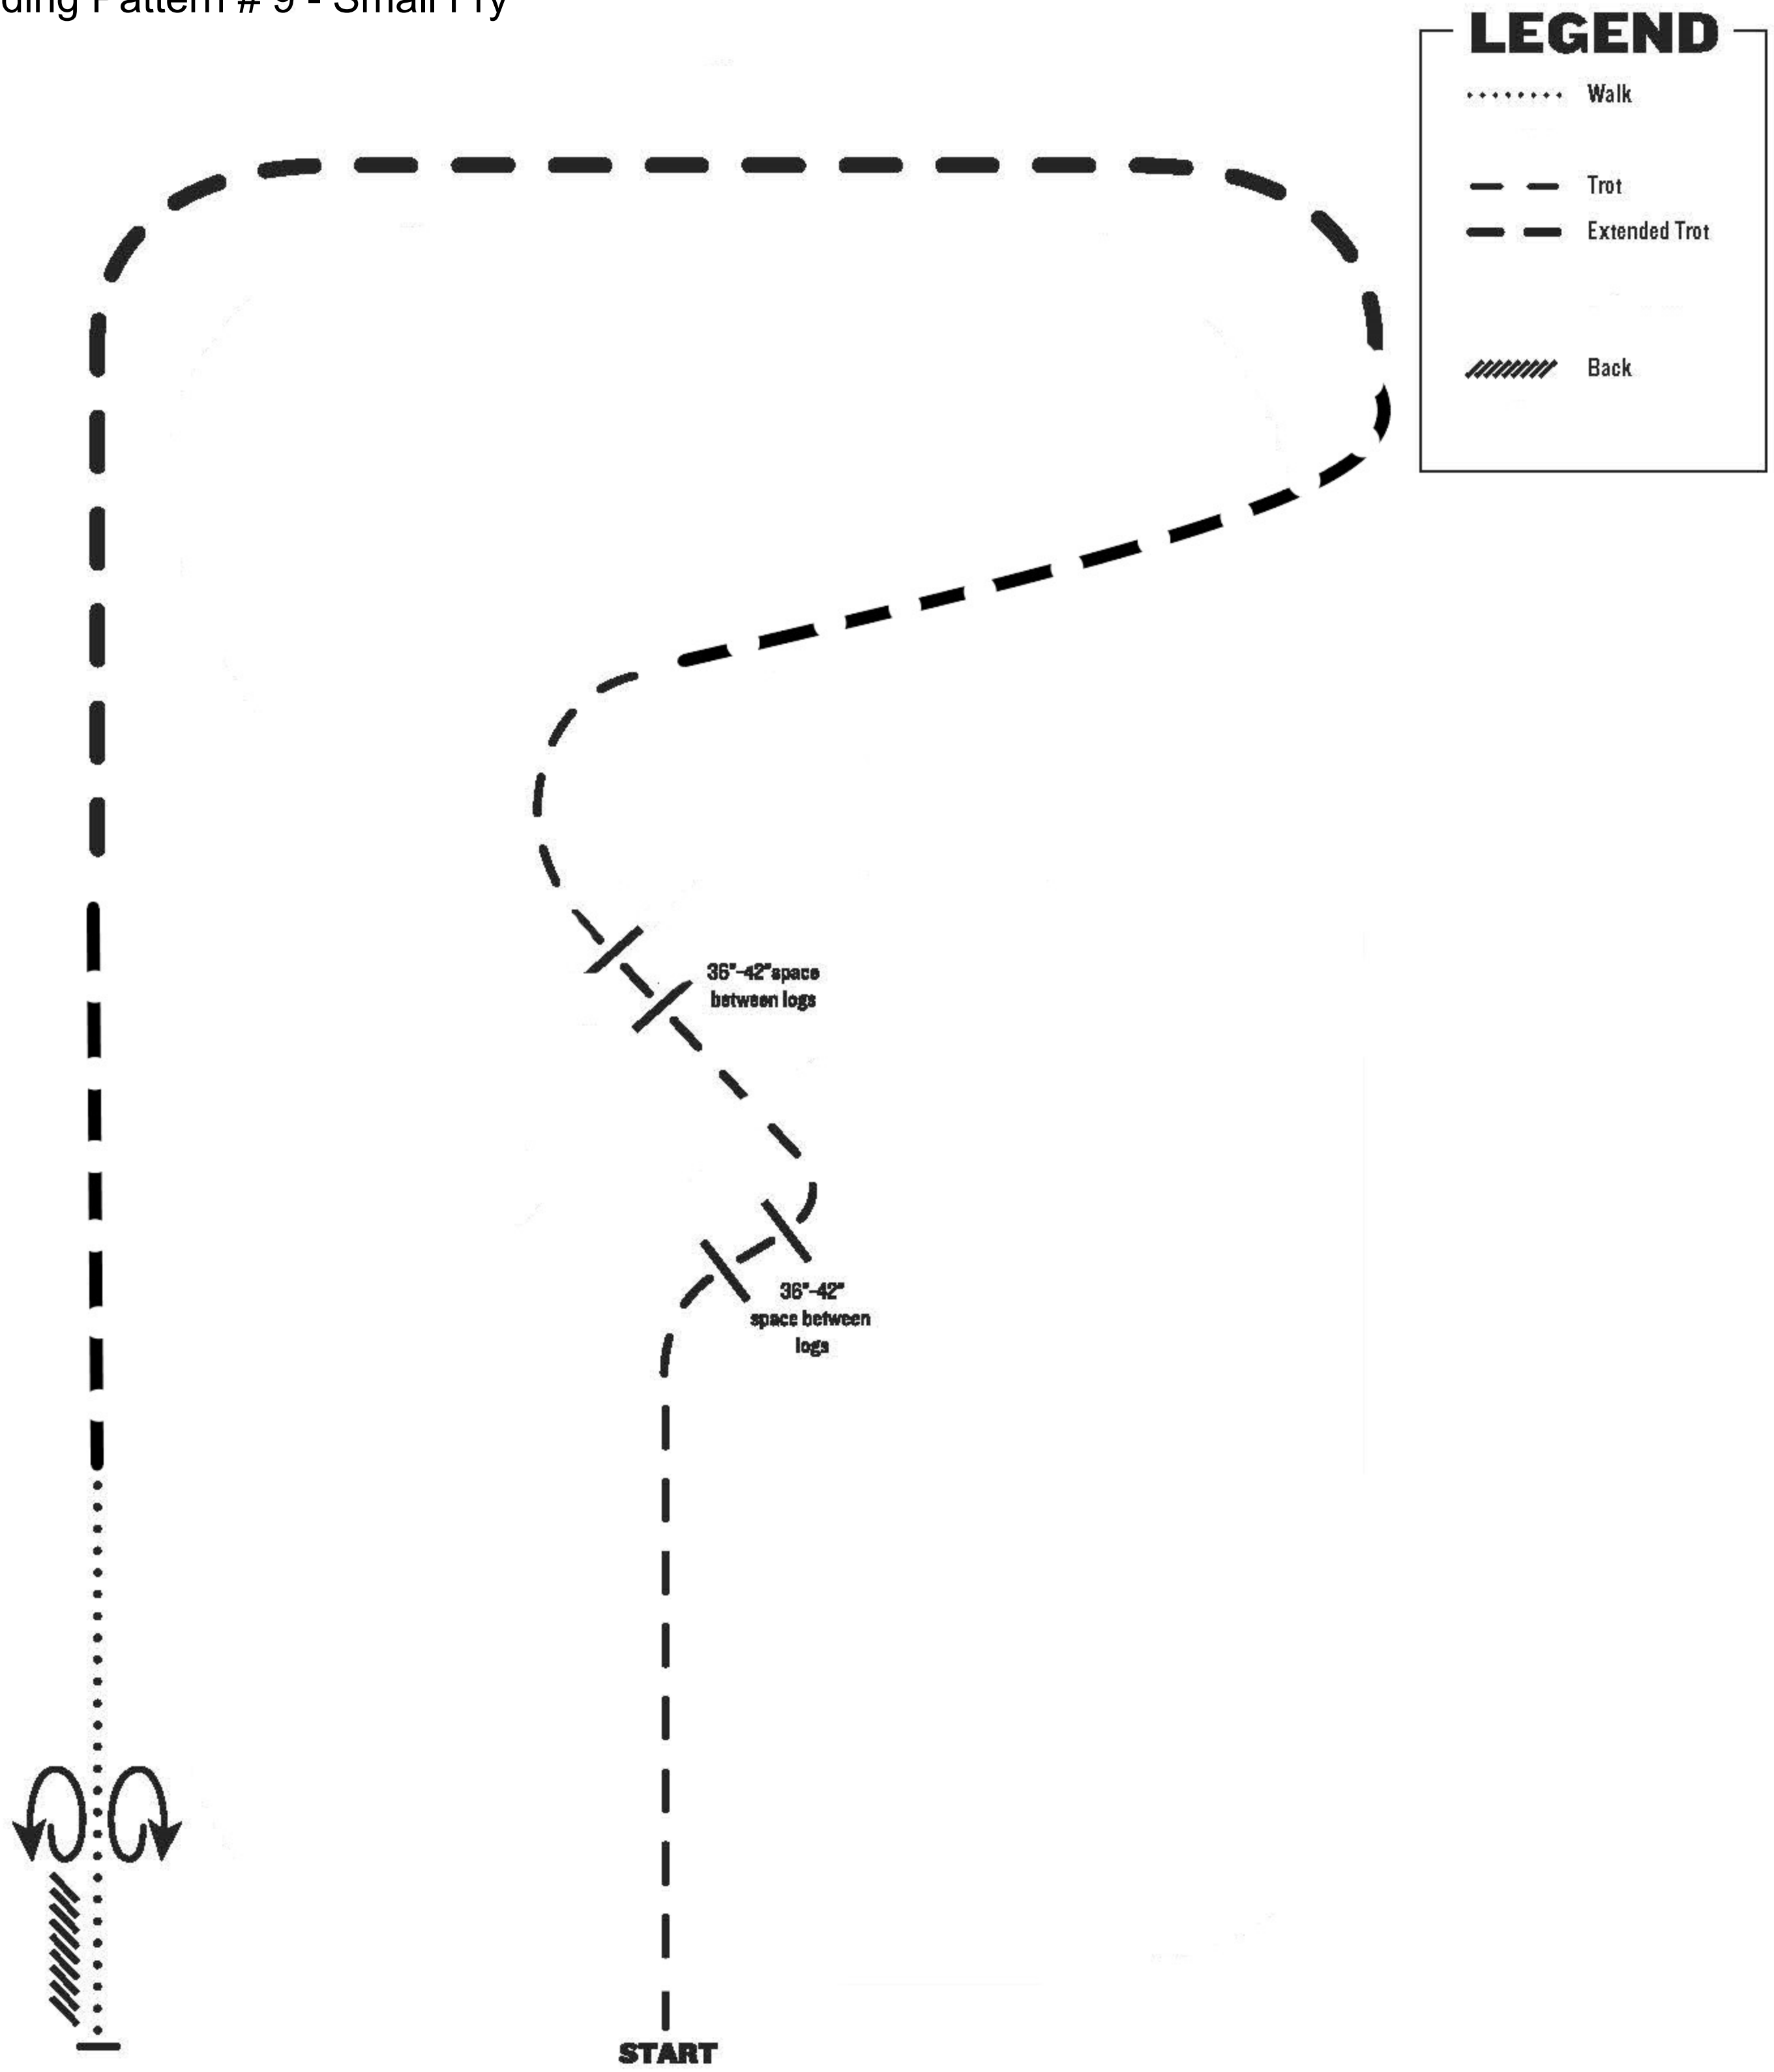 ding Pattern # 9 - Small Fry
LEGEND
Walk
Trot
Extended Trot
Back
36"-42"space
between logs
36"-42"
space between
logs
START